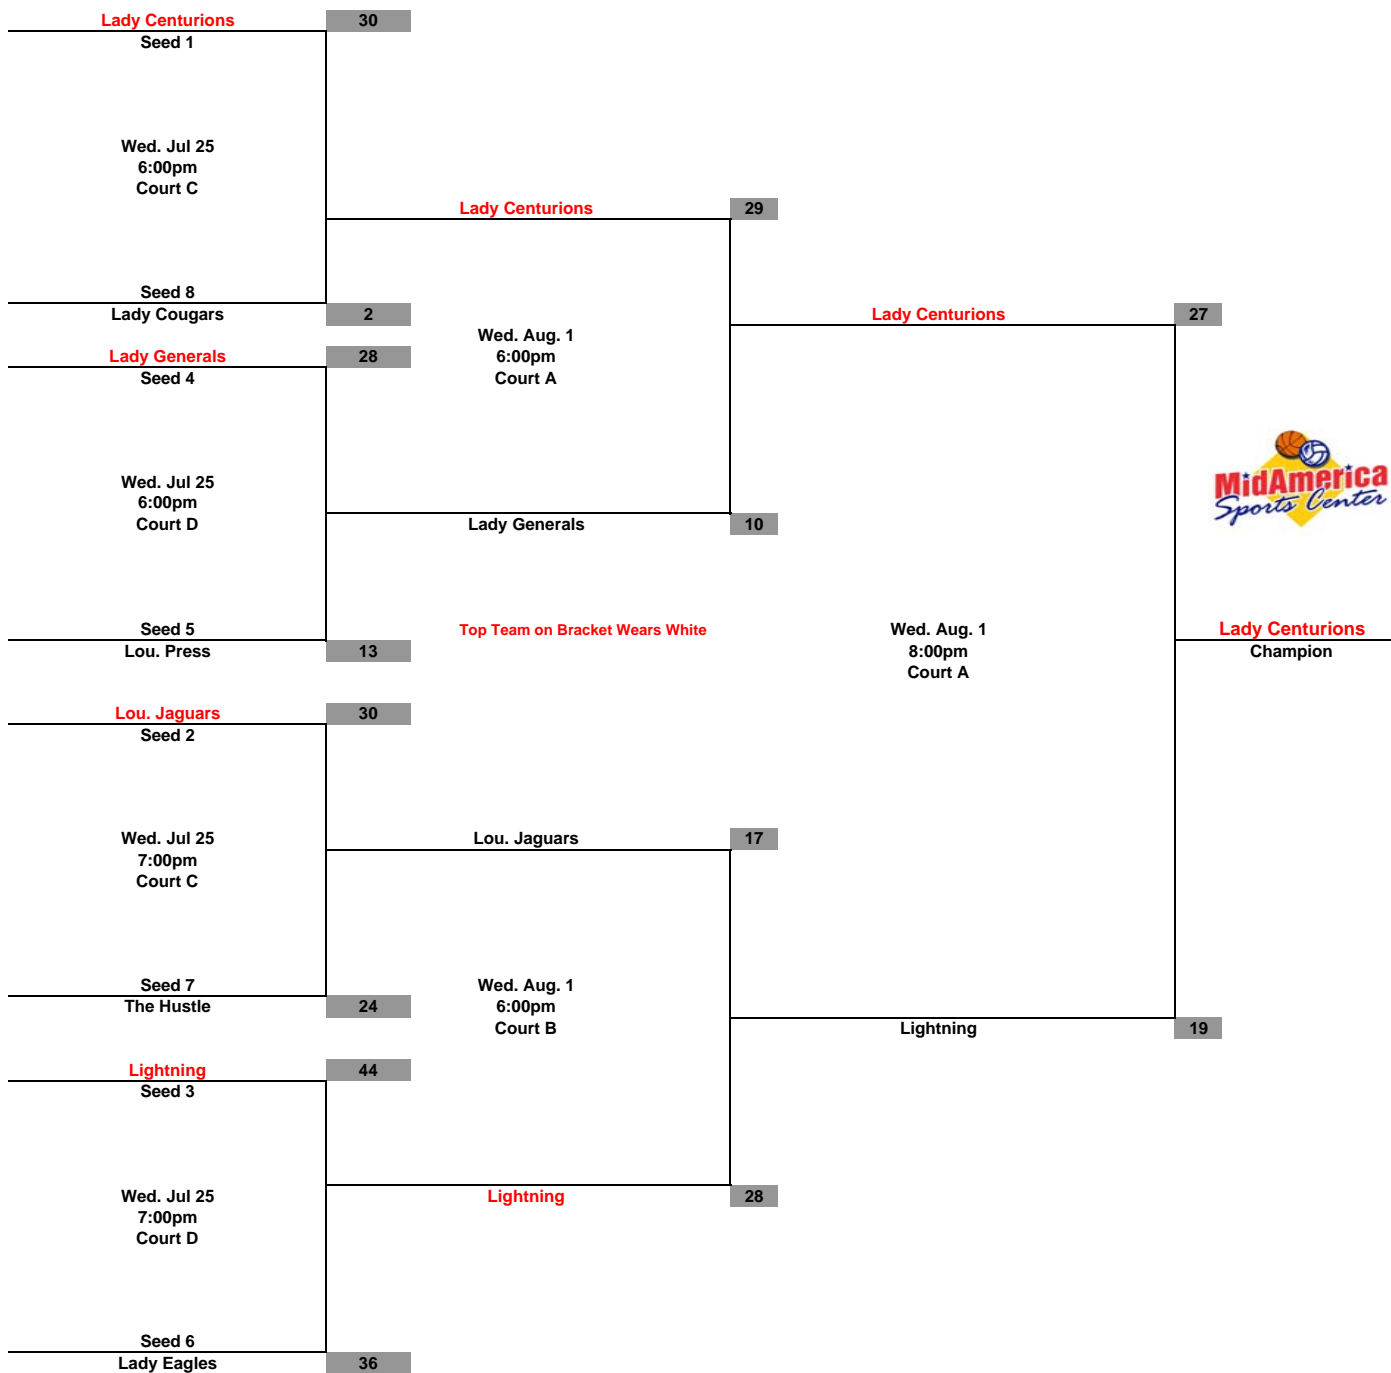 Lady Centurions 30
Seed 1
Wed. Jul 25
6:00pm
Court C
Lady Centurions 29
Seed 8
Lady Cougars 2
Lady Centurions 27
Wed. Aug. 1
6:00pm
Court A
Lady Generals 28
Seed 4
Wed. Jul 25
6:00pm
Court D
Lady Generals 10
MidAmerica
Sports Center
Seed 5
Lou. Press 13
Top Team on Bracket Wears White
Wed. Aug. 1
8:00pm
Court A
Lady Centurions
Champion
Lou. Jaguars 30
Seed 2
Wed. Jul 25
7:00pm
Court C
Lou. Jaguars 17
Seed 7
The Hustle 24
Wed. Aug. 1
6:00pm
Court B
Lightning 19
Lightning 44
Seed 3
Wed. Jul 25
7:00pm
Court D
Lightning 28
Seed 6
Lady Eagles 36